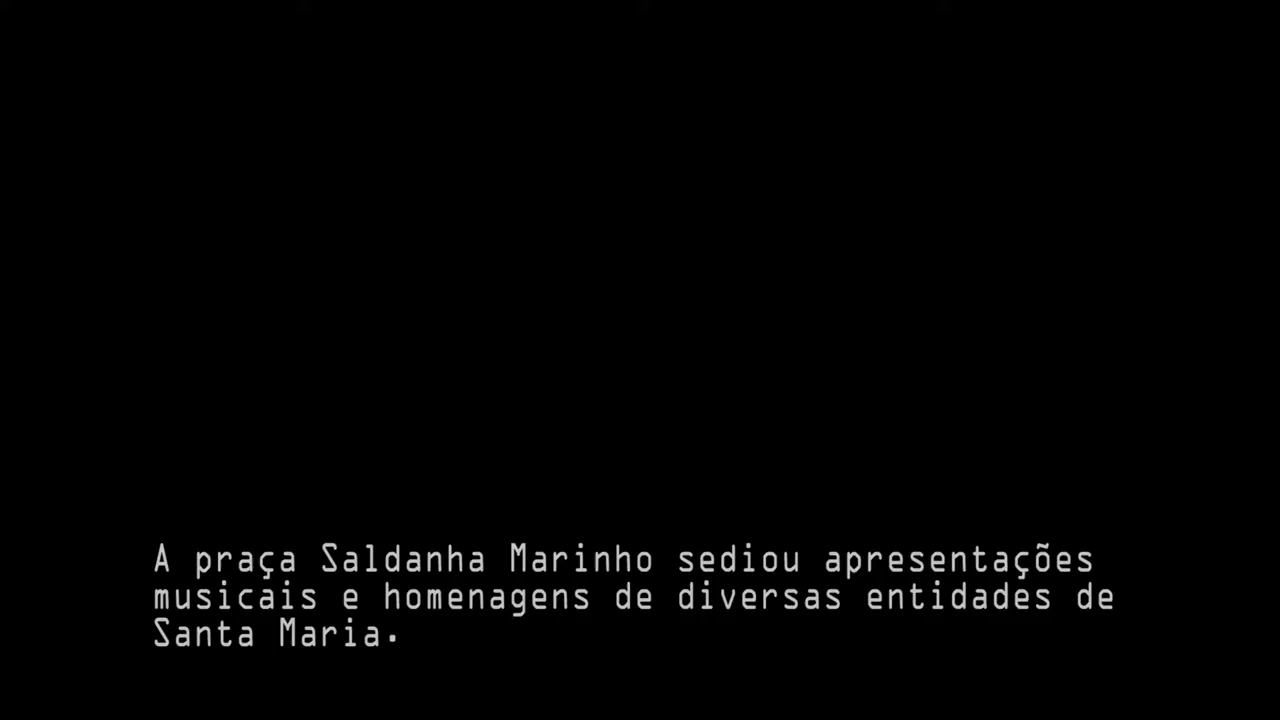 A praça Saldanha Marinho sediou apresentações
musicais e homenagens de diversas entidades de
Santa Maria.